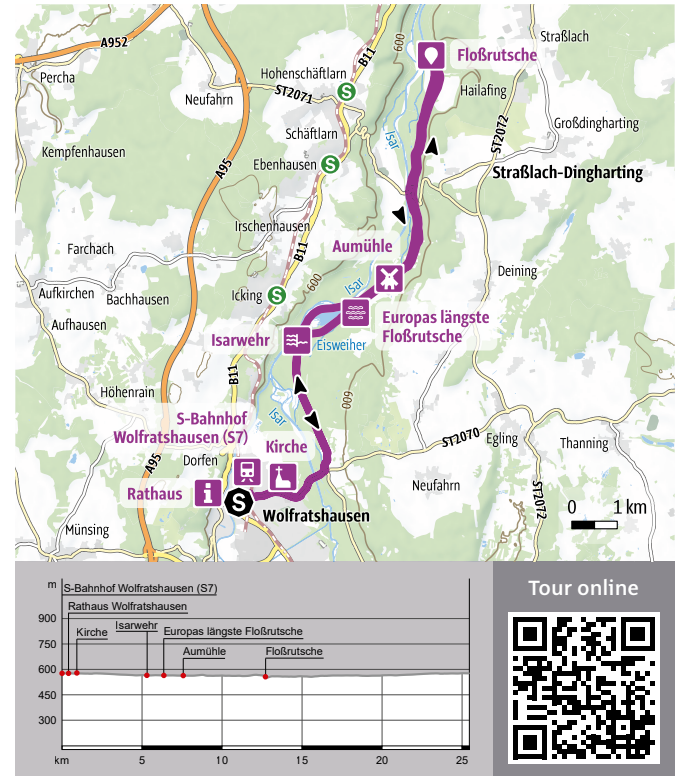 A952
B11
600
Floßrutsche
Straßlach
Percha
Hohenschäftlarn
S
Hailafing
Neufahrn
ST2071
ST2072
Großdingharting
Schäftlarn
Isar
Kempfenhausen
Ebenhausen
S
A95
Straßlach-Dingharting
Irschenhausen
Aumühle
Farchach
B11
Deining
Aufkirchen
Bachhausen
Icking
S
600
Isar
Aufhausen
Europas längste
Floßrutsche
Isarwehr
Eisweiher
B11
Höhenrain
600
S-Bahnhof
Wolfratshausen (S7)
Isar
Kirche
ST2070
Egling
Thanning
A95
Dorfen
Rathaus
i
S
Neufahrn
ST2072
Wolfratshausen
0 1 km
Münsing
m
S-Bahnhof Wolfratshausen (S7)
Rathaus Wolfratshausen
Kirche
Isarwehr
Europas längste Floßrutsche
Aumühle
Floßrutsche
900
750
600
450
300
km 5 10 15 20 25
Tour online